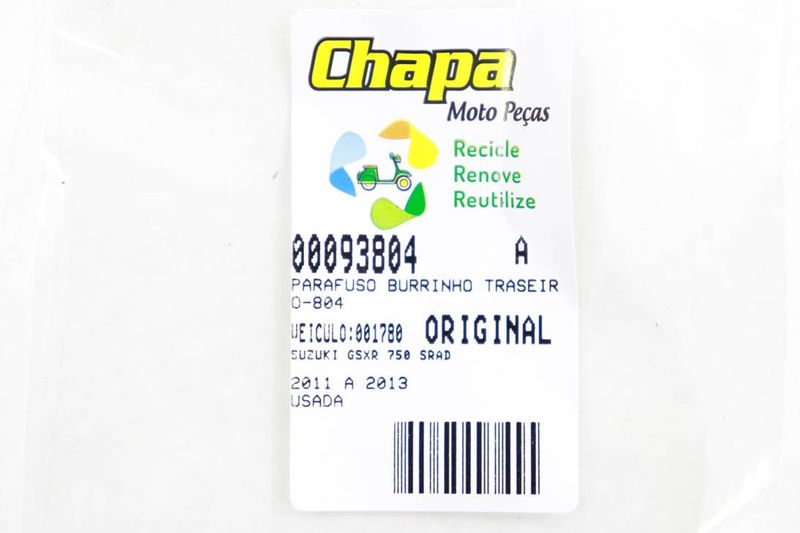 Chapa
Moto Peças
Recicle
Renove
Reutilize
00093804 A
PARAFUSO BURRINHO TRASEIR
O-804
VEICULO:001780 ORIGINAL
SUZUKI GSXR 750 SRAD
2011 A 2013
USADA